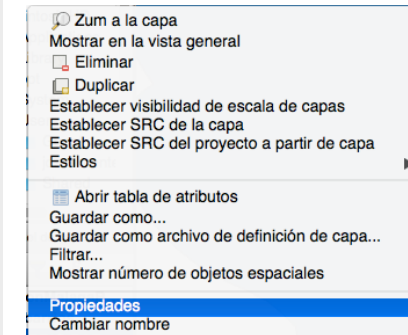 Zum a la capa
Mostrar en la vista general
Eliminar
Duplicar
Establecer visibilidad de escala de capas
Establecer SRC de la capa
Establecer SRC del proyecto a partir de capa
Estilos
Abrir tabla de atributos
Guardar como...
Guardar como archivo de definición de capa...
Filtrar...
Mostrar número de objetos espaciales
Propiedades
Cambiar nombre